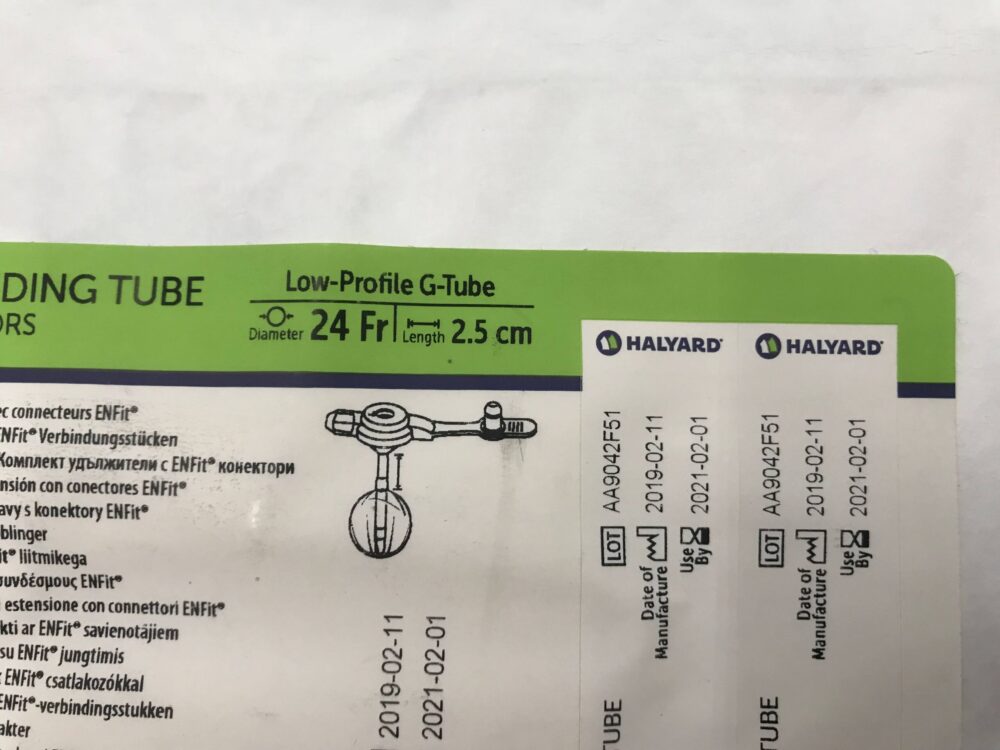 DING TUBE
ORS
Low-Profile G-Tube
Diameter 24 Fr Length 2.5 cm
ec connecteurs ENFit®
ENFit® Verbindungsstücken
Комплект удължители с ENFit® конектори
nsión con conectores ENFit®
avy s konektory ENFit®
blinger
it® liitmikega
συνδέσμους ENFit®
i estensione con connettori ENFit®
kti ar ENFit® savienotājiem
su ENFit® jungtimis
ENFit® csatlakozókkal
ENFit®-verbindingsstukken
akter
2019-02-11
2021-02-01
HALYARD®
LOT AA9042F51
Date of Manufacture 2019-02-11
Use By 2021-02-01
TUBE
HALYARD®
LOT AA9042F51
Date of Manufacture 2019-02-11
Use By 2021-02-01
TUBE